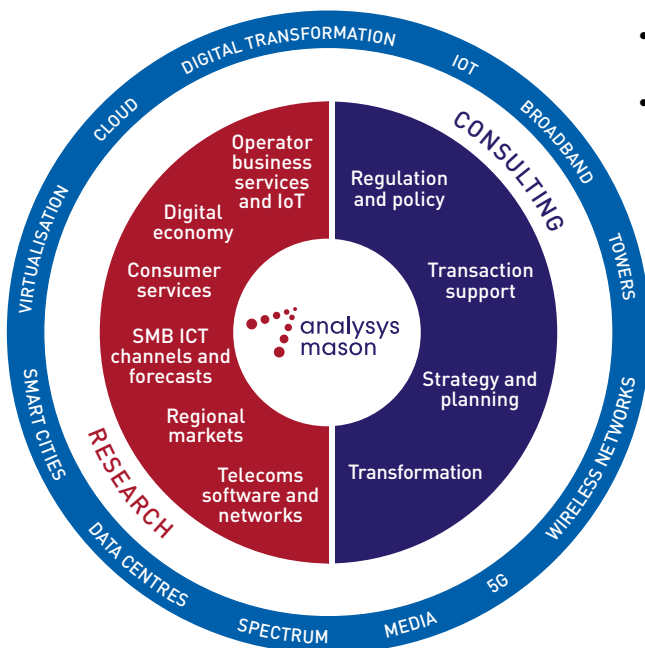 DIGITAL TRANSFORMATION
IOT
BROADBAND
TOWERS
WIRELESS NETWORKS
5G
MEDIA
SPECTRUM
DATA CENTRES
SMART CITIES
VIRTUALISATION
CLOUD
CONSULTING
RESEARCH
Operator
business
services
and IoT
Digital
economy
Consumer
services
SMB ICT
channels and
forecasts
Regional
markets
Telecoms
software and
networks
Regulation
and policy
Transaction
support
Strategy and
planning
Transformation
analysys
mason